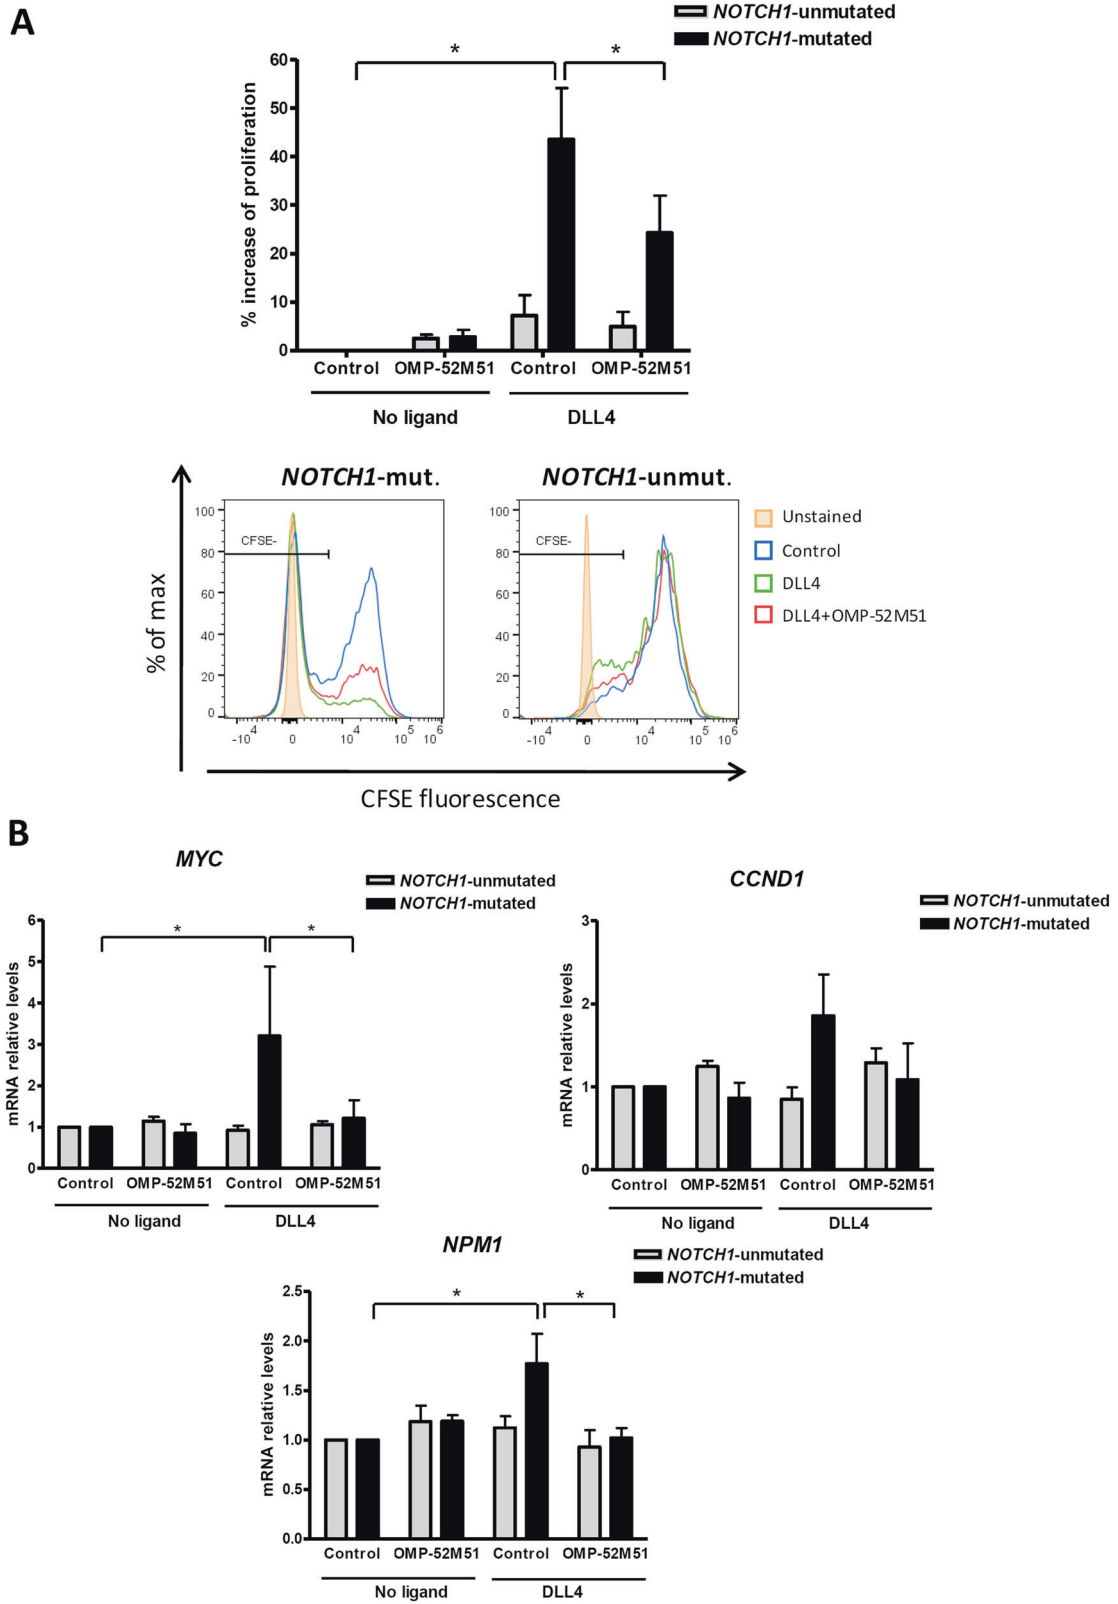 A
NOTCH1-unmutated
NOTCH1-mutated
% increase of proliferation
60
50
40
30
20
10
0
*
*
Control
OMP-52M51
Control
OMP-52M51
No ligand
DLL4
NOTCH1-mut.
NOTCH1-unmut.
% of max
100
80
60
40
20
0
CFSE-
-10^4
0
10^4
10^5
10^6
100
80
60
40
20
0
CFSE-
-10^4
0
10^4
10^5
10^6
Unstained
Control
DLL4
DLL4+OMP-52M51
CFSE fluorescence
B
MYC
NOTCH1-unmutated
NOTCH1-mutated
mRNA relative levels
6
5
4
3
2
1
0
*
*
Control
OMP-52M51
Control
OMP-52M51
No ligand
DLL4
CCND1
NOTCH1-unmutated
NOTCH1-mutated
mRNA relative levels
3
2
1
0
Control
OMP-52M51
Control
OMP-52M51
No ligand
DLL4
NPM1
NOTCH1-unmutated
NOTCH1-mutated
mRNA relative levels
2.5
2.0
1.5
1.0
0.5
0.0
*
*
Control
OMP-52M51
Control
OMP-52M51
No ligand
DLL4